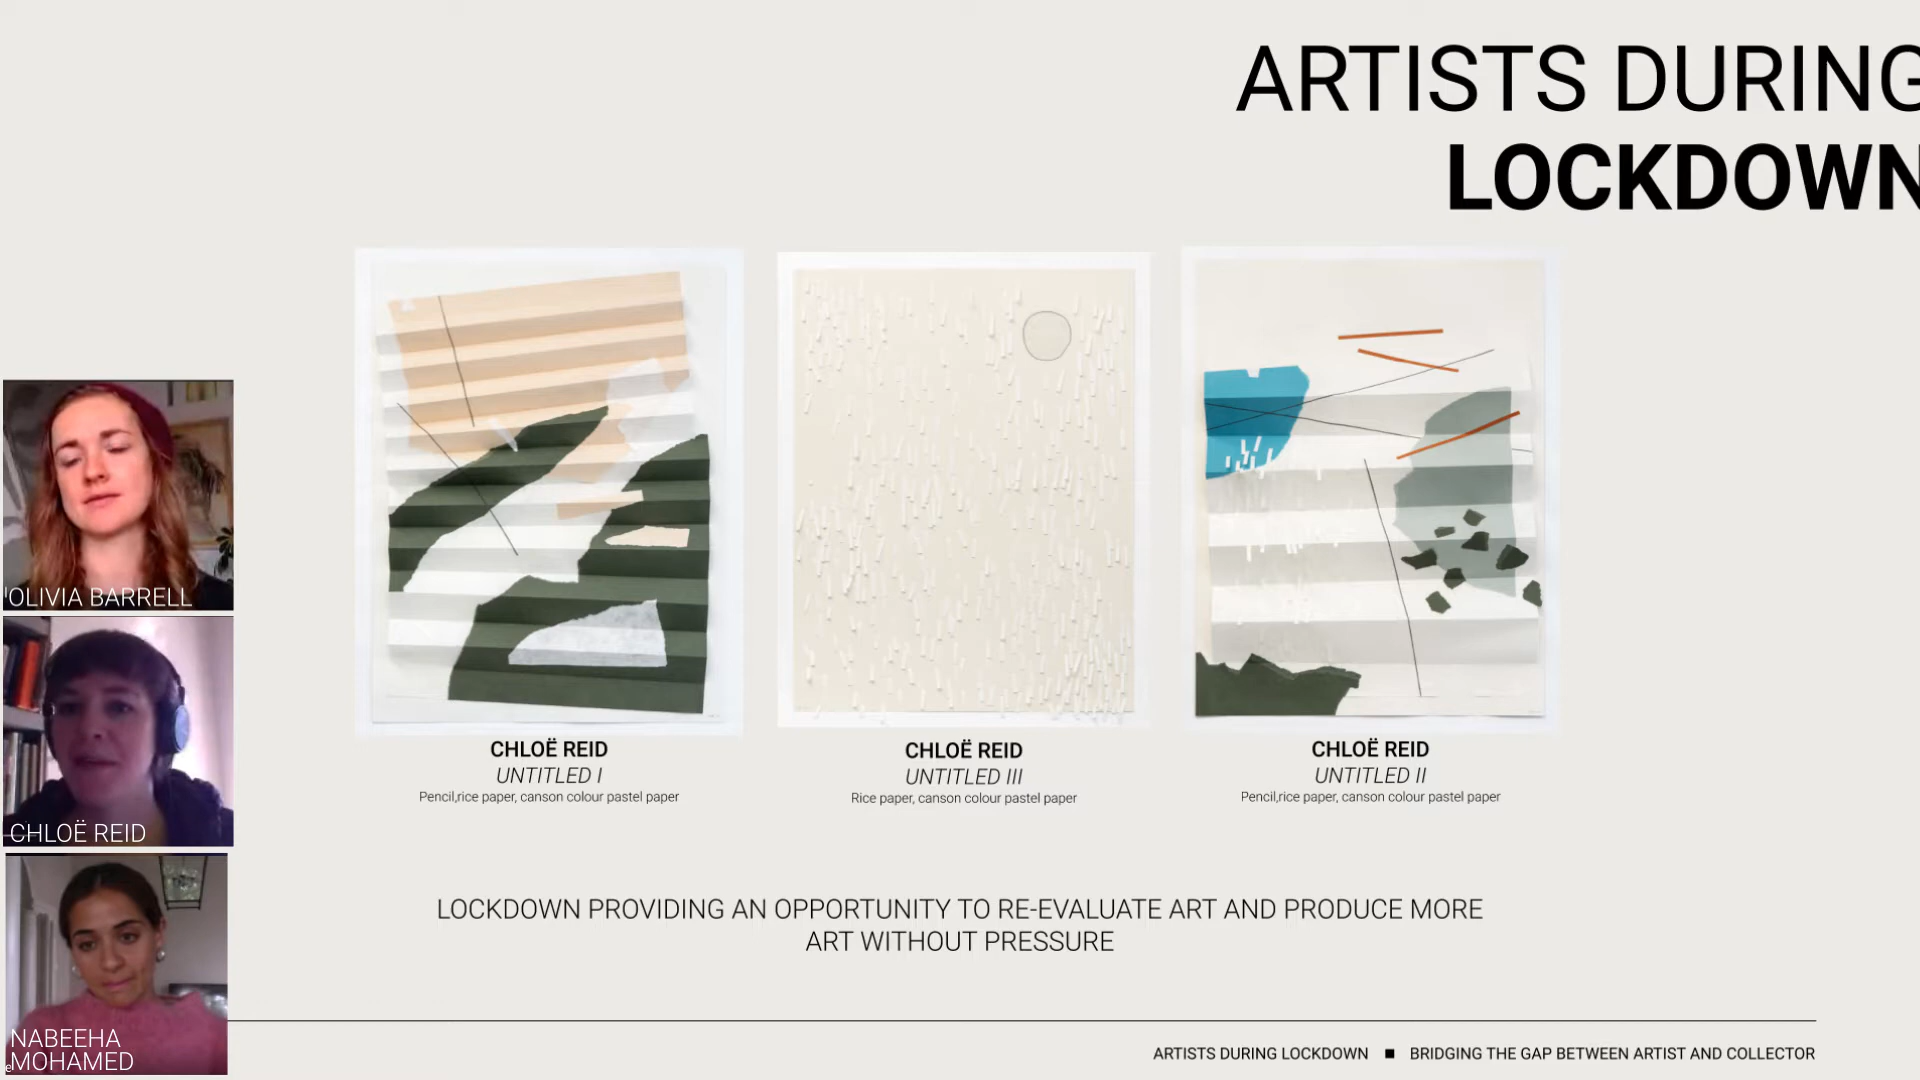 ARTISTS DURING
LOCKDOWN
'OLIVIA BARRELL
CHLOË REID
NABEEHA
MOHAMED
CHLOË REID
UNTITLED I
Pencil,rice paper, canson colour pastel paper
CHLOË REID
UNTITLED III
Rice paper, canson colour pastel paper
CHLOË REID
UNTITLED II
Pencil,rice paper, canson colour pastel paper
LOCKDOWN PROVIDING AN OPPORTUNITY TO RE-EVALUATE ART AND PRODUCE MORE
ART WITHOUT PRESSURE
ARTISTS DURING LOCKDOWN ■ BRIDGING THE GAP BETWEEN ARTIST AND COLLECTOR